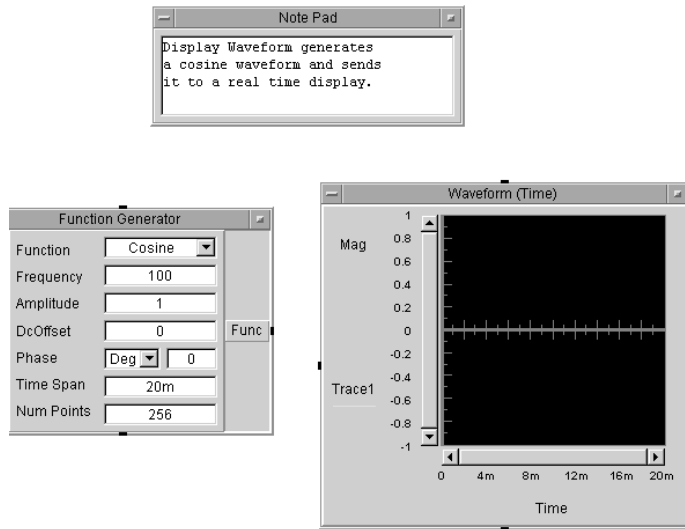 Note Pad
Display Waveform generates
a cosine waveform and sends
it to a real time display.
Function Generator
Function Cosine
Frequency 100
Amplitude 1
DcOffset 0
Phase Deg 0
Time Span 20m
Num Points 256
Func
Waveform (Time)
Mag
Trace1
1
0.8
0.6
0.4
0.2
0
-0.2
-0.4
-0.6
-0.8
-1
0 4m 8m 12m 16m 20m
Time